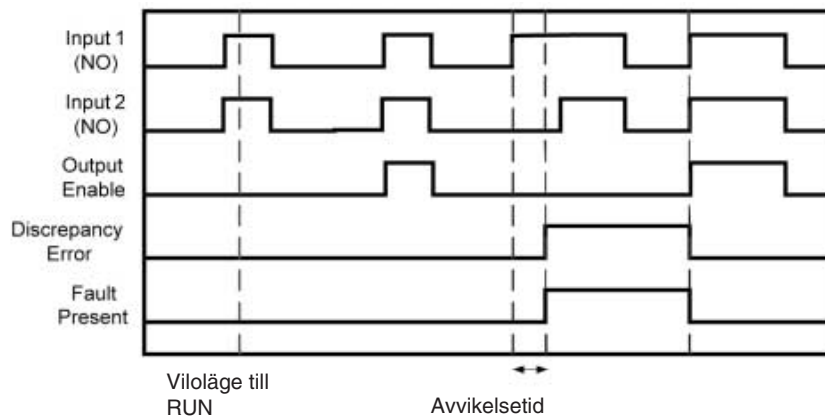 Input 1
(NO)
Input 2
(NO)
Output
Enable
Discrepancy
Error
Fault
Present
Viloläge till
RUN
Avvikelsetid